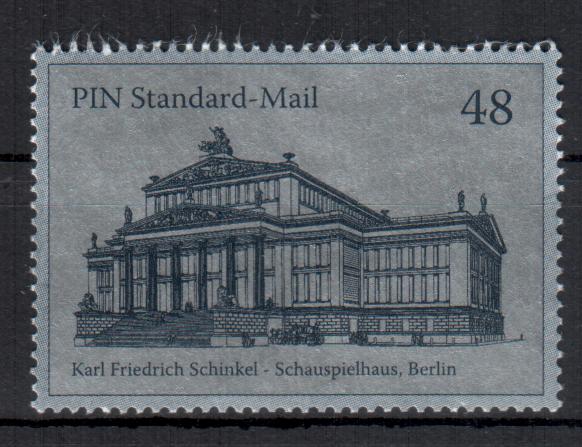 PIN Standard-Mail
48
Karl Friedrich Schinkel - Schauspielhaus, Berlin